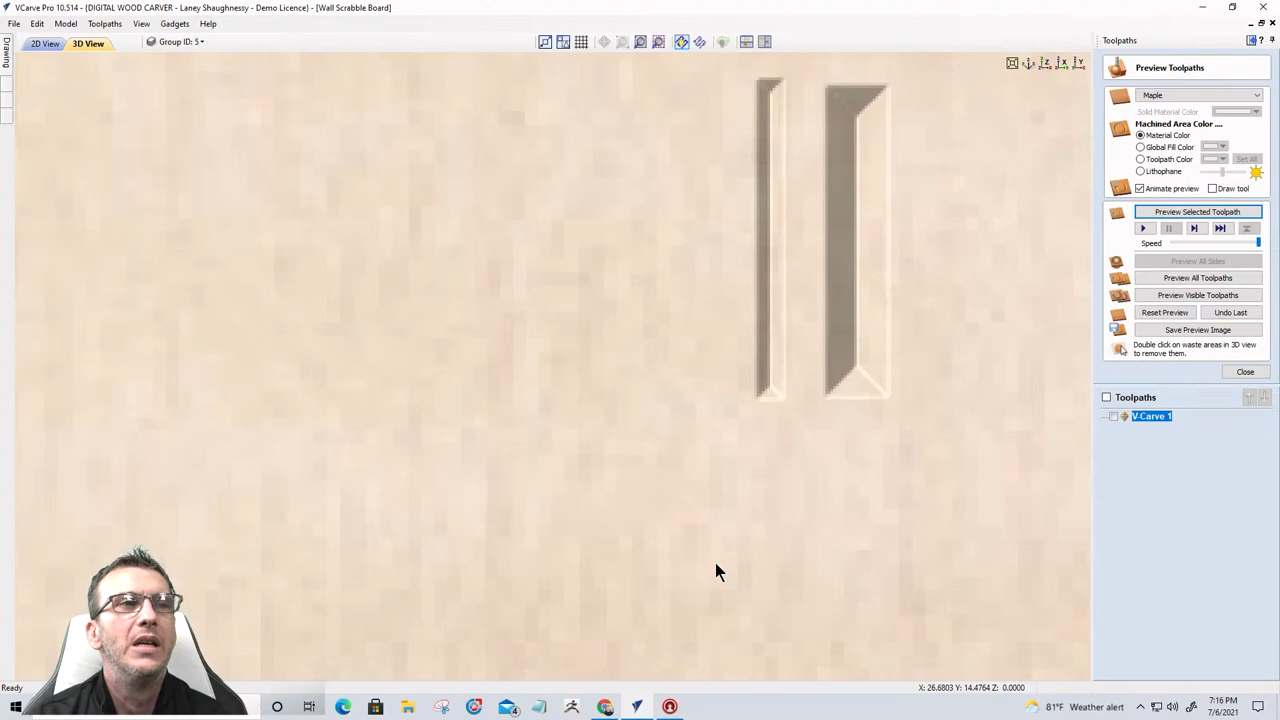 VCarve Pro 10.514 - {DIGITAL WOOD CARVER - Laney Shaughnessy - Demo Licence} - [Wall Scrabble Board]
File Edit Model Toolpaths View Gadgets Help
2D View 3D View Group ID: 5
Drawing
Toolpaths
Preview Toolpaths
Maple
Solid Material Color
Machined Area Color ....
Material Color
Global Fill Color
Toolpath Color Set All
Lithophane
Animate preview Draw tool
Preview Selected Toolpath
Speed
Preview All Sides
Preview All Toolpaths
Preview Visible Toolpaths
Reset Preview Undo Last
Save Preview Image
Double click on waste areas in 3D view
to remove them.
Close
Toolpaths
V-Carve 1
Ready
X: 26.6803 Y: 14.4764 Z: 0.0000
81°F Weather alert
7:16 PM
7/6/2021